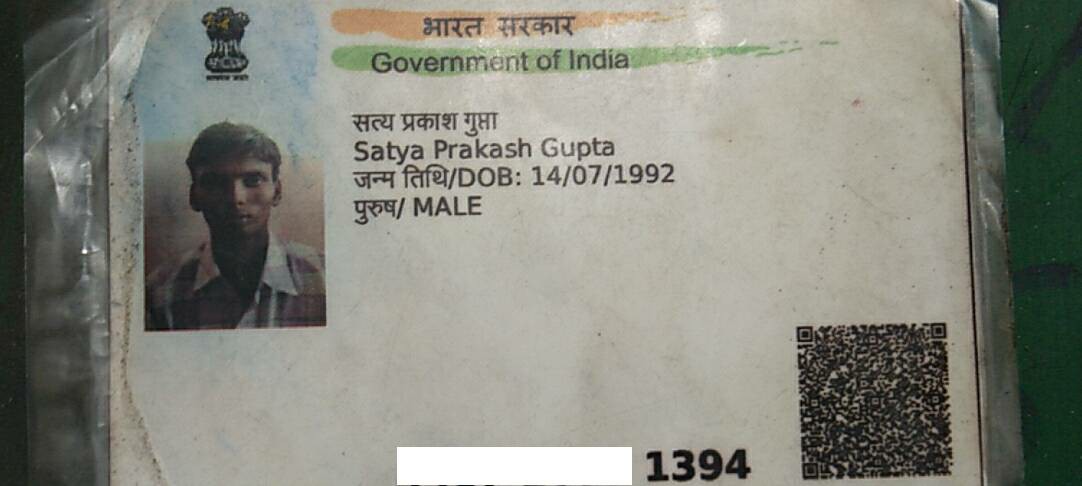 भारत सरकार
Government of India
सत्य प्रकाश गुप्ता
Satya Prakash Gupta
जन्म तिथि/DOB: 14/07/1992
पुरुष/ MALE
1394